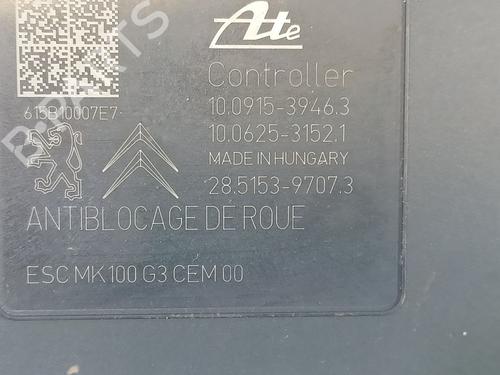 Ate
Controller
615B10007E7
10.0915-3946.3
10.0625-3152.1
MADE IN HUNGARY
28.5153-9707.3
ANTIBLOCAGE DE ROUE
ESC MK100 G3 CEM 00